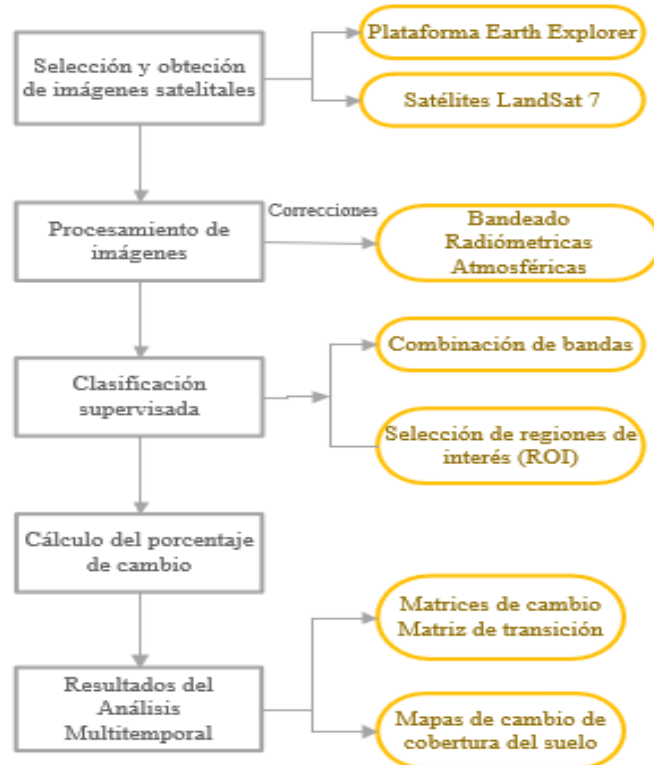 Plataforma Earth Explorer
Selección y obteción
de imágenes satelitales
Satélites LandSat 7
Correcciones
Procesamiento de
imágenes
Bandeado
Radiómetricas
Atmosféricas
Combinación de bandas
Clasificación
supervisada
Selección de regiones de
interés (ROI)
Cálculo del porcentaje
de cambio
Matrices de cambio
Matriz de transición
Resultados del
Análisis
Multitemporal
Mapas de cambio de
cobertura del suelo